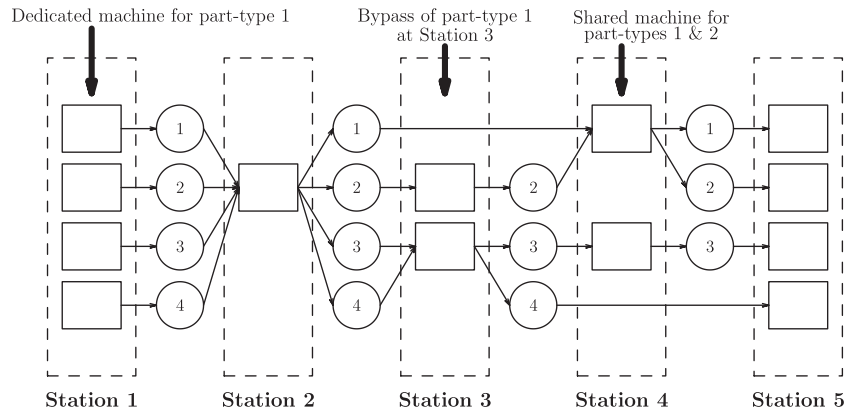 Dedicated machine for part-type 1
Bypass of part-type 1
at Station 3
Shared machine for
part-types 1 & 2
1
1
1
2
2
2
2
3
3
3
3
4
4
4
Station 1
Station 2
Station 3
Station 4
Station 5